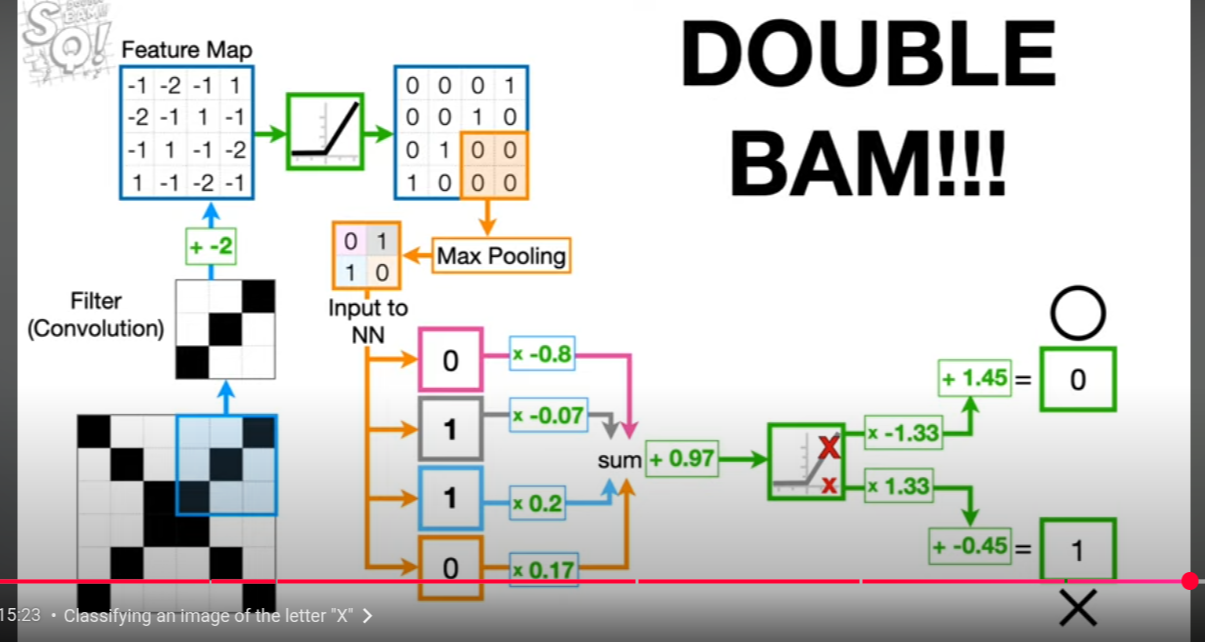 SQ!
DOUBLE
BAM!!!
Feature Map
-1 -2 -1 1
-2 -1 1 -1
-1 1 -1 -2
1 -1 -2 -1
0 0 0 1
0 0 1 0
0 1 0 0
1 0 0 0
+ -2
0 1
1 0
Max Pooling
Filter
(Convolution)
Input to
NN
0
x -0.8
1
x -0.07
sum
+ 0.97
1
x 0.2
0
x 0.17
X
X
x -1.33
+ 1.45
=
0
x 1.33
+ -0.45
=
1
15:23 • Classifying an image of the letter "X" >